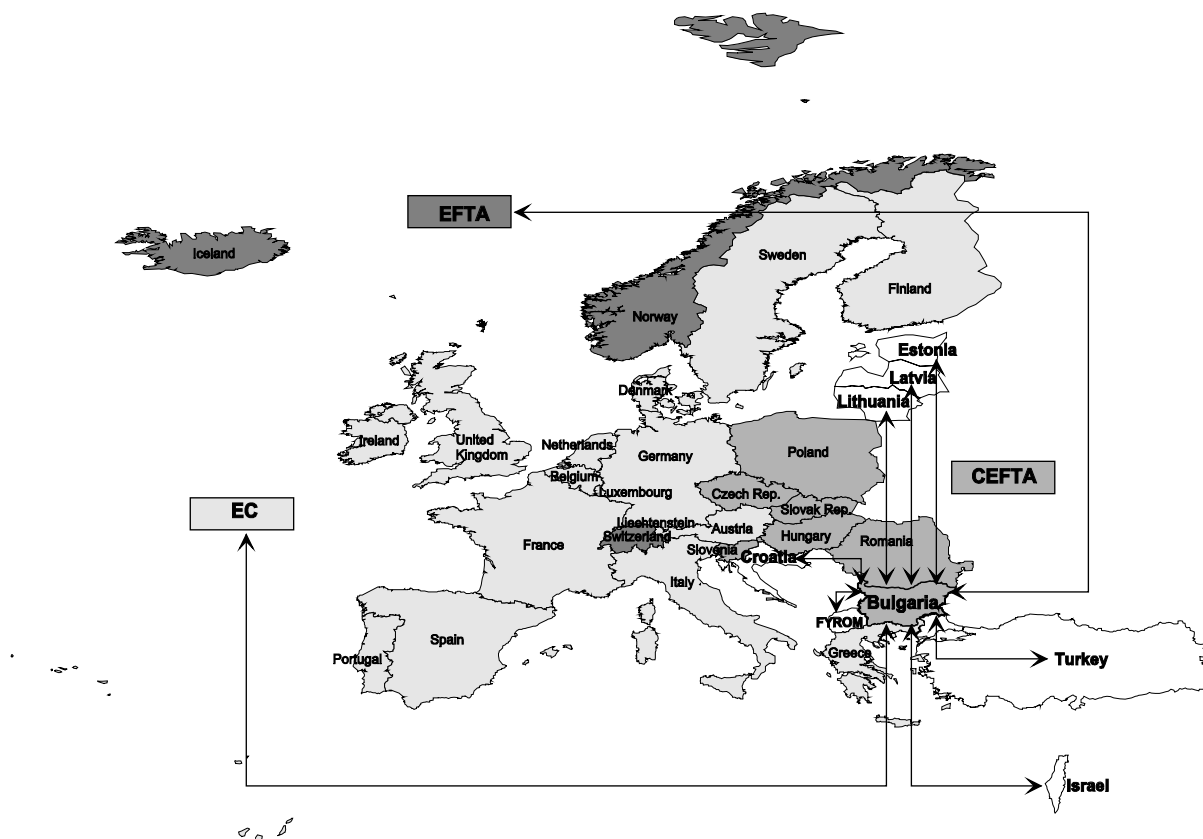 EFTA
Iceland
Sweden
Finland
Norway
Estonia
Latvia
Denmark
Lithuania
Ireland
United
Kingdom
Netherlands
Germany
Poland
Belgium
CEFTA
Luxembourg
Czech Rep.
Slovak Rep.
EC
Liechtenstein
Austria
Switzerland
Hungary
Romania
France
Slovenia
Croatia
Italy
Bulgaria
FYROM
Spain
Greece
Portugal
Turkey
Israel